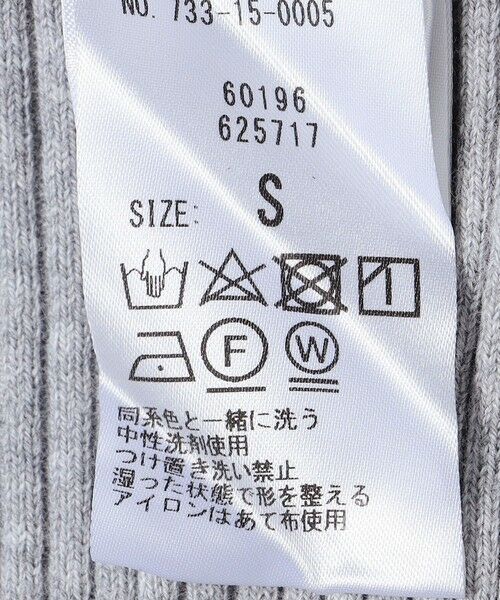 NO. 733-15-0005
60196
625717
SIZE: S
F W
同系色と一緒に洗う
中性洗剤使用
つけ置き洗い禁止
湿った状態で形を整える
アイロンはあて布使用